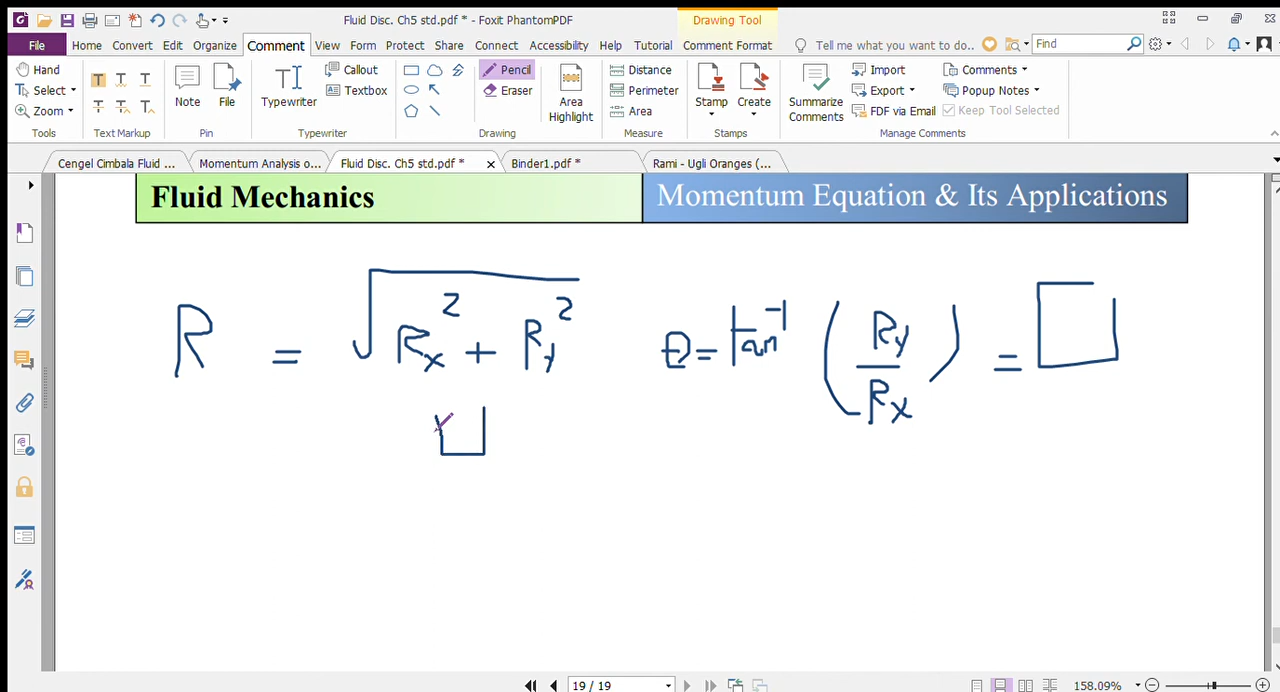 Fluid Disc. Ch5 std.pdf * - Foxit PhantomPDF
Drawing Tool
File Home Convert Edit Organize Comment View Form Protect Share Connect Accessibility Help Tutorial Comment Format Tell me what you want to do.. Find
Hand
Select
Zoom
Tools
Text Markup
Note
File
Pin
Typewriter
Callout
Textbox
Typewriter
Pencil
Eraser
Drawing
Area Highlight
Distance
Perimeter
Area
Measure
Stamp
Create
Stamps
Summarize Comments
Import
Export
FDF via Email
Comments
Popup Notes
Keep Tool Selected
Manage Comments
Cengel Cimbala Fluid ... Momentum Analysis o... Fluid Disc. Ch5 std.pdf * Binder1.pdf * Rami - Ugli Oranges (...
Fluid Mechanics Momentum Equation & Its Applications
R = √(Rx² + Ry²) θ = tan⁻¹ (Ry/Rx) =
19 / 19 158.09%